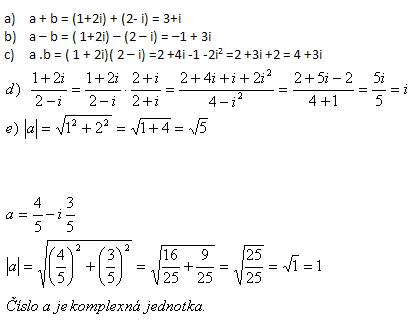 a) a + b = (1+2i) + (2- i) = 3+i
b) a – b = ( 1+2i) – (2 – i) = –1 + 3i
c) a .b = ( 1 + 2i)( 2 – i) =2 +4i -1 -2i² =2 +3i +2 = 4 +3i
d) \frac{1+2i}{2-i} = \frac{1+2i}{2-i} \cdot \frac{2+i}{2+i} = \frac{2+4i+i+2i^2}{4-i^2} = \frac{2+5i-2}{4+1} = \frac{5i}{5} = i
e) |a| = \sqrt{1^2+2^2} = \sqrt{1+4} = \sqrt{5}
a = \frac{4}{5} - i\frac{3}{5}
|a| = \sqrt{\left(\frac{4}{5}\right)^2 + \left(\frac{3}{5}\right)^2} = \sqrt{\frac{16}{25} + \frac{9}{25}} = \sqrt{\frac{25}{25}} = \sqrt{1} = 1
Číslo a je komplexná jednotka.